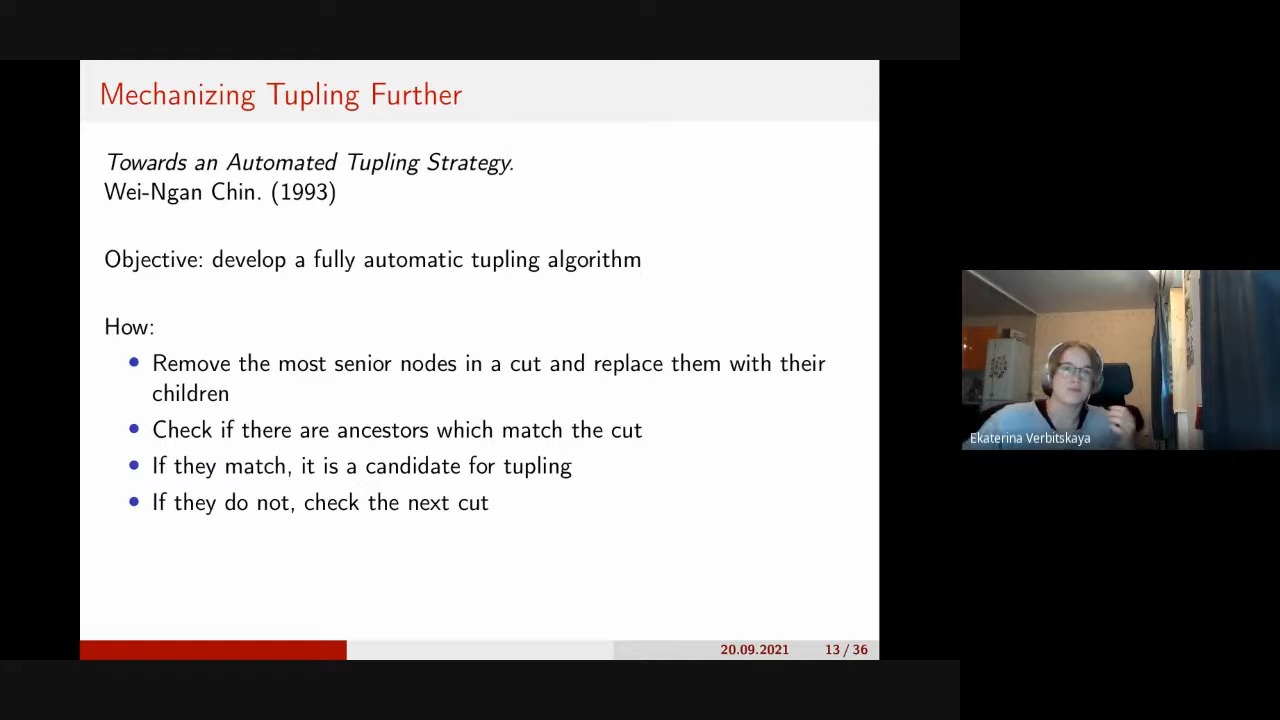 Mechanizing Tupling Further
Towards an Automated Tupling Strategy.
Wei-Ngan Chin. (1993)
Objective: develop a fully automatic tupling algorithm
How:
• Remove the most senior nodes in a cut and replace them with their
children
• Check if there are ancestors which match the cut
• If they match, it is a candidate for tupling
• If they do not, check the next cut
20.09.2021 13 / 36
Ekaterina Verbitskaya